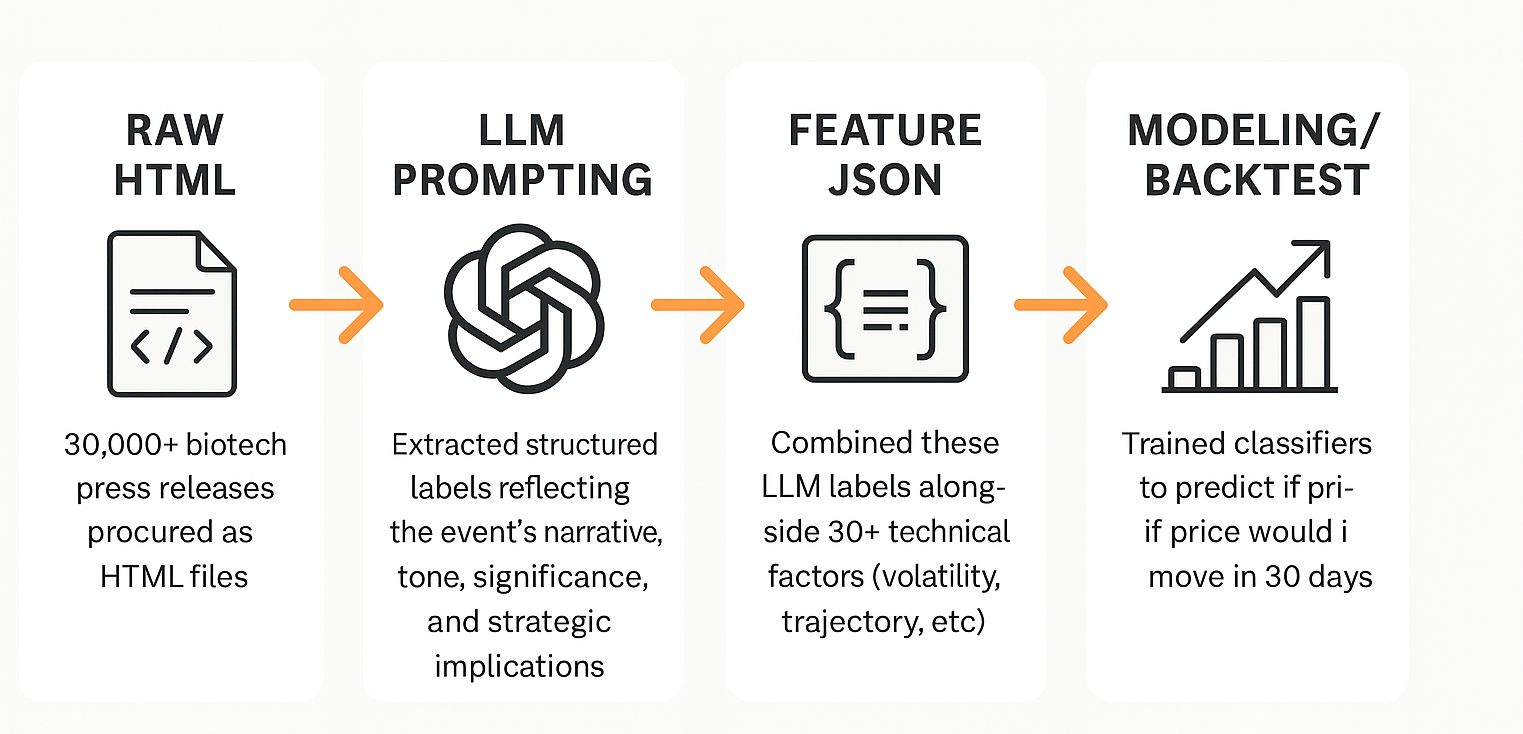 RAW
HTML
30,000+ biotech
press releases
procured as
HTML files
LLM
PROMPTING
Extracted structured
labels reflecting
the event’s narrative,
tone, significance,
and strategic
implications
FEATURE
JSON
Combined these
LLM labels along-
side 30+ technical
factors (volatility,
trajectory, etc)
MODELING/
BACKTEST
Trained classifiers
to predict if pri-
if price would i
move in 30 days